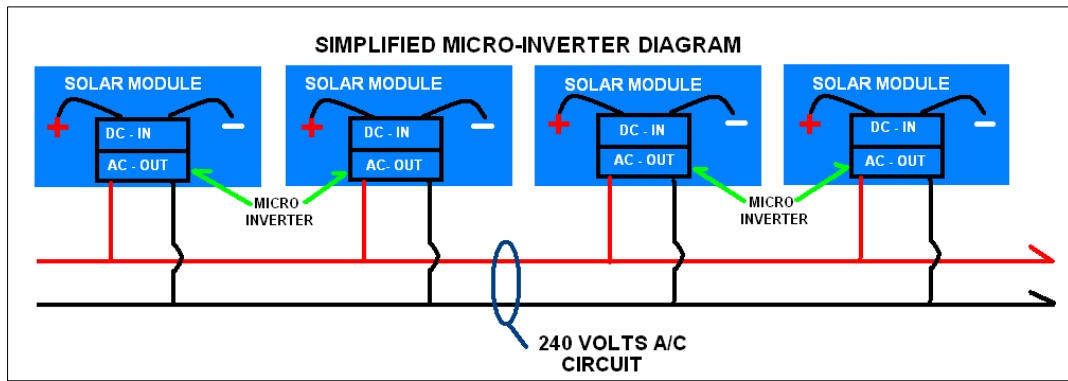 SIMPLIFIED MICRO-INVERTER DIAGRAM
SOLAR MODULE
SOLAR MODULE
SOLAR MODULE
SOLAR MODULE
+
DC - IN
–
+
DC - IN
–
+
DC - IN
–
+
DC - IN
–
AC - OUT
AC - OUT
AC - OUT
AC - OUT
MICRO
INVERTER
MICRO
INVERTER
240 VOLTS A/C
CIRCUIT